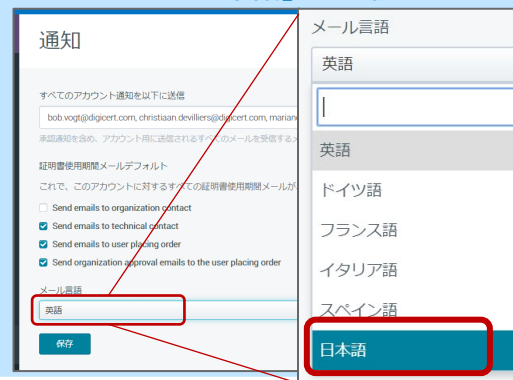 通知
すべてのアカウント通知を以下に送信
bob.vogt@digicert.com, christiaan.devilliers@digicert.com,
承認通知を含め、アカウント用に送信されるすべてのメールを受信する
証明書使用期間メールデフォルト
これで、このアカウントに対するすべての証明書使用期間メールが
Send emails to organization contact
Send emails to technical contact
Send emails to user placing order
Send organization approval emails to the user placing order
メール言語
英語
保存
メール言語
英語
英語
ドイツ語
フランス語
イタリア語
スペイン語
日本語